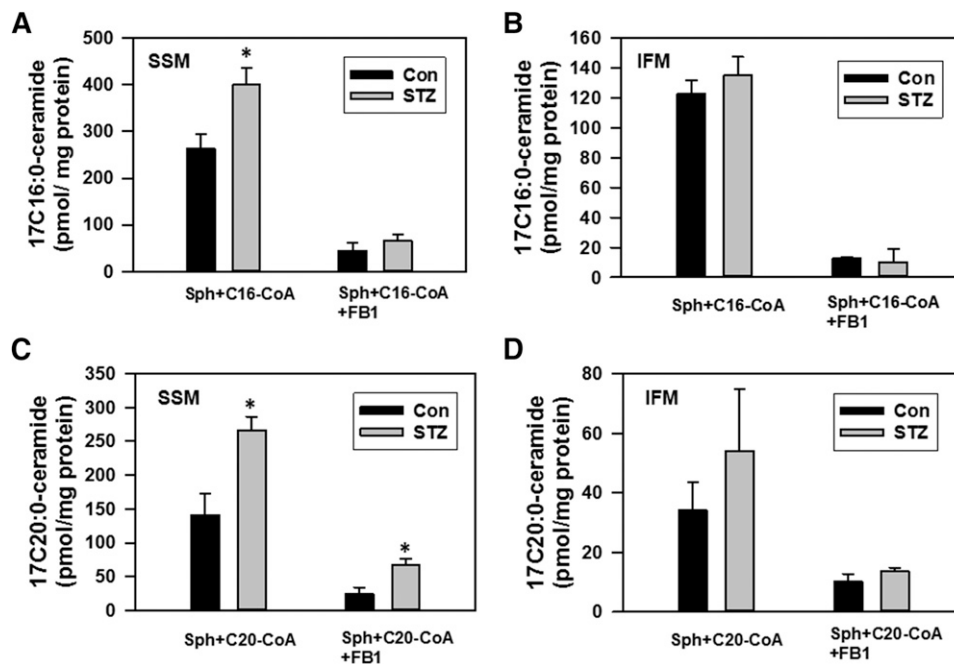 A
17C16:0-ceramide
(pmol/ mg protein)
500
400
300
200
100
0
SSM
*
Con
STZ
Sph+C16-CoA
Sph+C16-CoA
+FB1
B
17C16:0-ceramide
(pmol/mg protein)
160
140
120
100
80
60
40
20
0
IFM
Con
STZ
Sph+C16-CoA
Sph+C16-CoA
+FB1
C
17C20:0-ceramide
(pmol/mg protein)
350
300
250
200
150
100
50
0
SSM
*
*
Con
STZ
Sph+C20-CoA
Sph+C20-CoA
+FB1
D
17C20:0-ceramide
(pmol/mg protein)
80
60
40
20
0
IFM
Con
STZ
Sph+C20-CoA
Sph+C20-CoA
+FB1